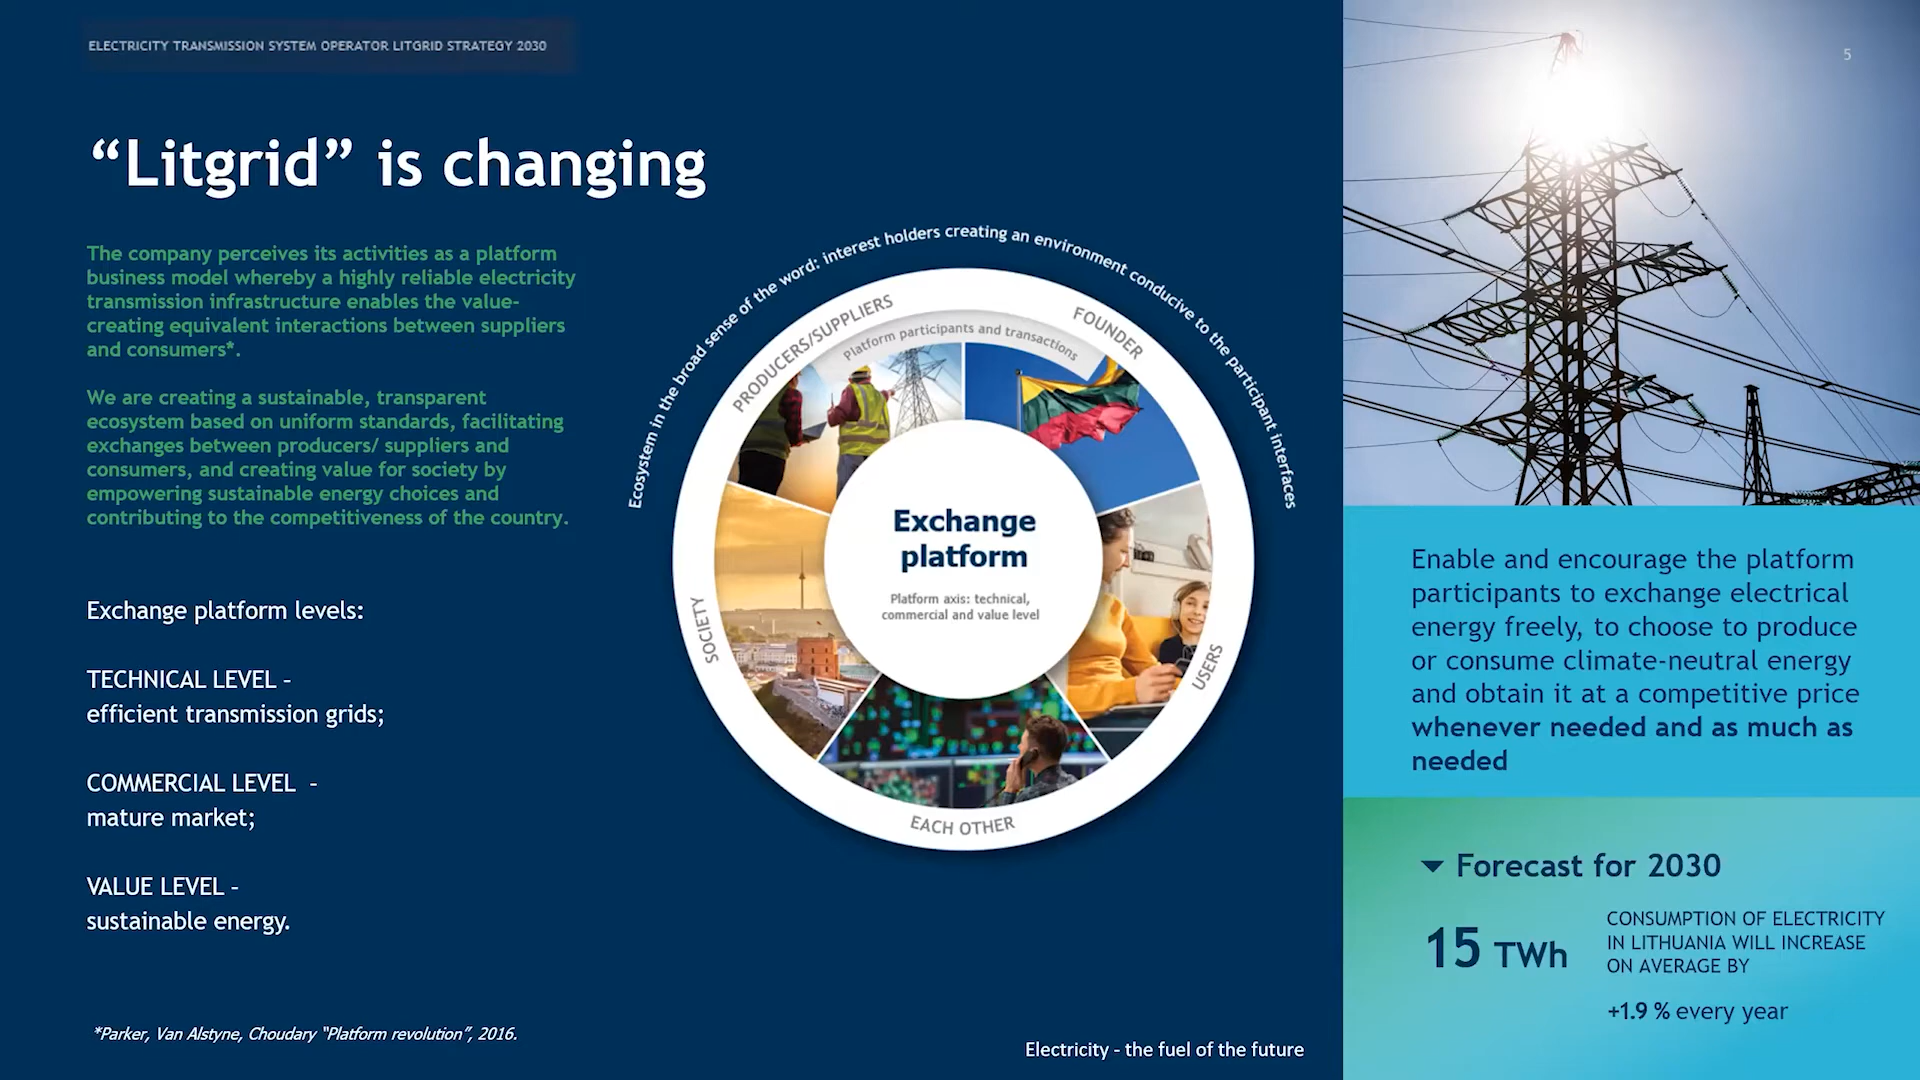 ELECTRICITY TRANSMISSION SYSTEM OPERATOR LITGRID STRATEGY 2030
5
“Litgrid” is changing
The company perceives its activities as a platform
business model whereby a highly reliable electricity
transmission infrastructure enables the value-
creating equivalent interactions between suppliers
and consumers*.
We are creating a sustainable, transparent
ecosystem based on uniform standards, facilitating
exchanges between producers/ suppliers and
consumers, and creating value for society by
empowering sustainable energy choices and
contributing to the competitiveness of the country.
Exchange platform levels:
TECHNICAL LEVEL –
efficient transmission grids;
COMMERCIAL LEVEL –
mature market;
VALUE LEVEL –
sustainable energy.
*Parker, Van Alstyne, Choudary “Platform revolution”, 2016.
Ecosystem in the broad sense of the word: interest holders creating an environment conducive to the participant interfaces
PRODUCERS/SUPPLIERS
FOUNDER
Platform participants and transactions
Exchange
platform
Platform axis: technical,
commercial and value level
SOCIETY
USERS
EACH OTHER
Electricity - the fuel of the future
Enable and encourage the platform
participants to exchange electrical
energy freely, to choose to produce
or consume climate-neutral energy
and obtain it at a competitive price
whenever needed and as much as
needed
Forecast for 2030
15 TWh
CONSUMPTION OF ELECTRICITY
IN LITHUANIA WILL INCREASE
ON AVERAGE BY
+1.9 % every year